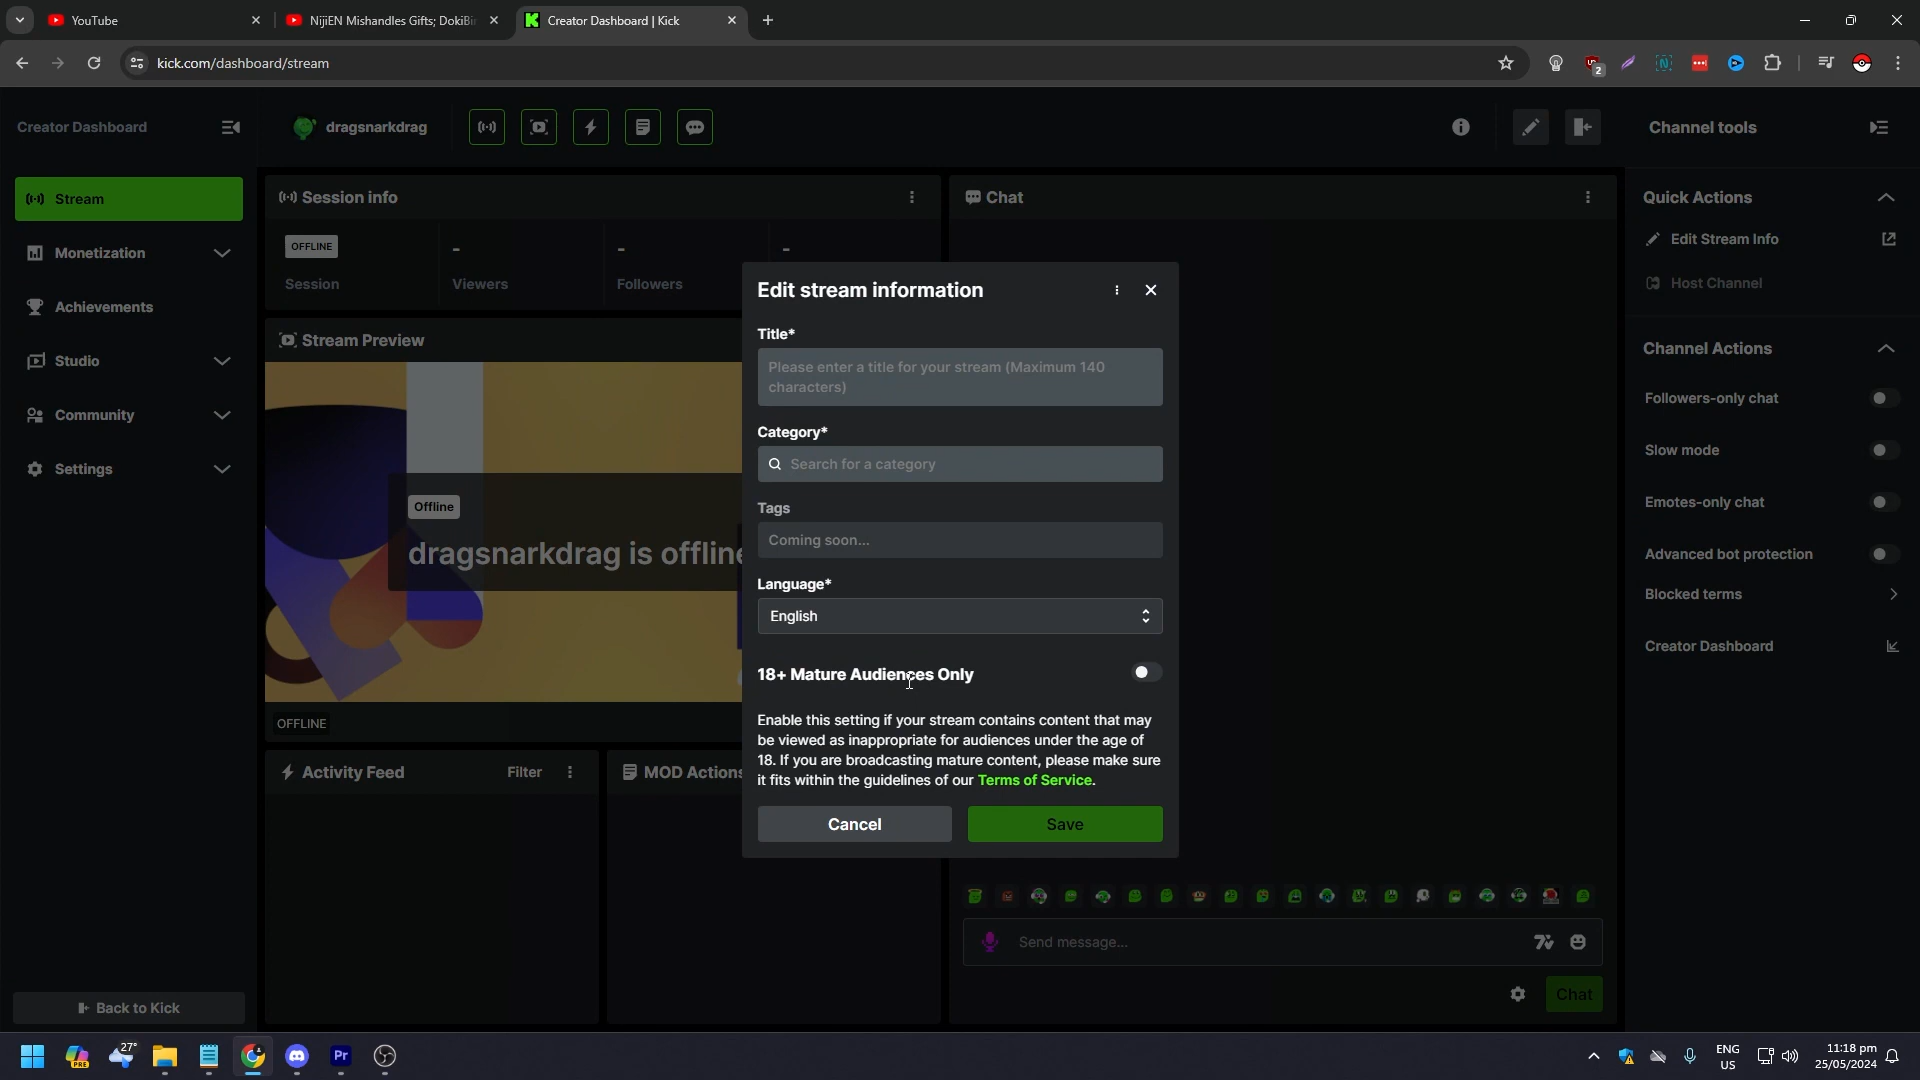 YouTube
NijiEN Mishandles Gifts; DokiBi
Creator Dashboard | Kick
kick.com/dashboard/stream
2
Creator Dashboard
dragsnarkdrag
Channel tools
Stream
Monetization
Achievements
Studio
Community
Settings
Back to Kick
Session info
OFFLINE
-
-
-
Session
Viewers
Followers
Stream Preview
Offline
dragsnarkdrag is offline
OFFLINE
Activity Feed
Filter
MOD Actions
Chat
Edit stream information
Title*
Please enter a title for your stream (Maximum 140
characters)
Category*
Search for a category
Tags
Coming soon...
Language*
English
18+ Mature Audiences Only
Enable this setting if your stream contains content that may
be viewed as inappropriate for audiences under the age of
18. If you are broadcasting mature content, please make sure
it fits within the guidelines of our Terms of Service.
Cancel
Save
Send message...
Chat
Quick Actions
Edit Stream Info
Host Channel
Channel Actions
Followers-only chat
Slow mode
Emotes-only chat
Advanced bot protection
Blocked terms
Creator Dashboard
PRE
27°
Pr
ENG
US
11:18 pm
25/05/2024